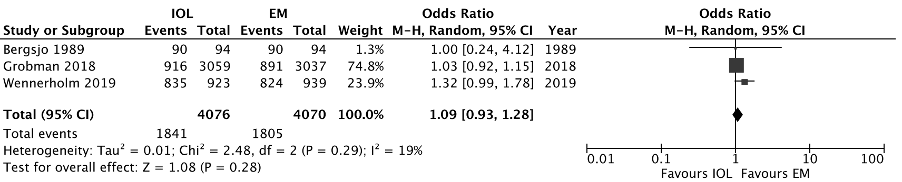 IOL EM Odds Ratio Odds Ratio
Study or Subgroup Events Total Events Total Weight M-H, Random, 95% CI Year M-H, Random, 95% CI
Bergsjo 1989 90 94 90 94 1.3% 1.00 [0.24, 4.12] 1989
Grobman 2018 916 3059 891 3037 74.8% 1.03 [0.92, 1.15] 2018
Wennerholm 2019 835 923 824 939 23.9% 1.32 [0.99, 1.78] 2019
Total (95% CI) 4076 4070 100.0% 1.09 [0.93, 1.28]
Total events 1841 1805
Heterogeneity: Tau² = 0.01; Chi² = 2.48, df = 2 (P = 0.29); I² = 19%
Test for overall effect: Z = 1.08 (P = 0.28)
0.01 0.1 1 10 100
Favours IOL Favours EM